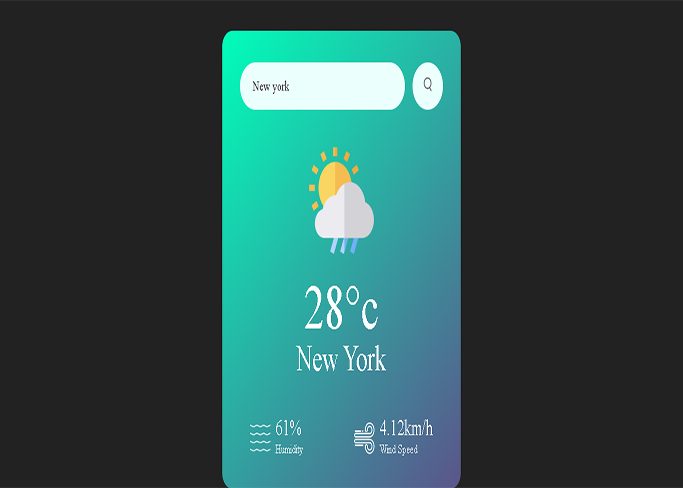 New york
28°c
New York
61%
Humidity
4.12km/h
Wind Speed